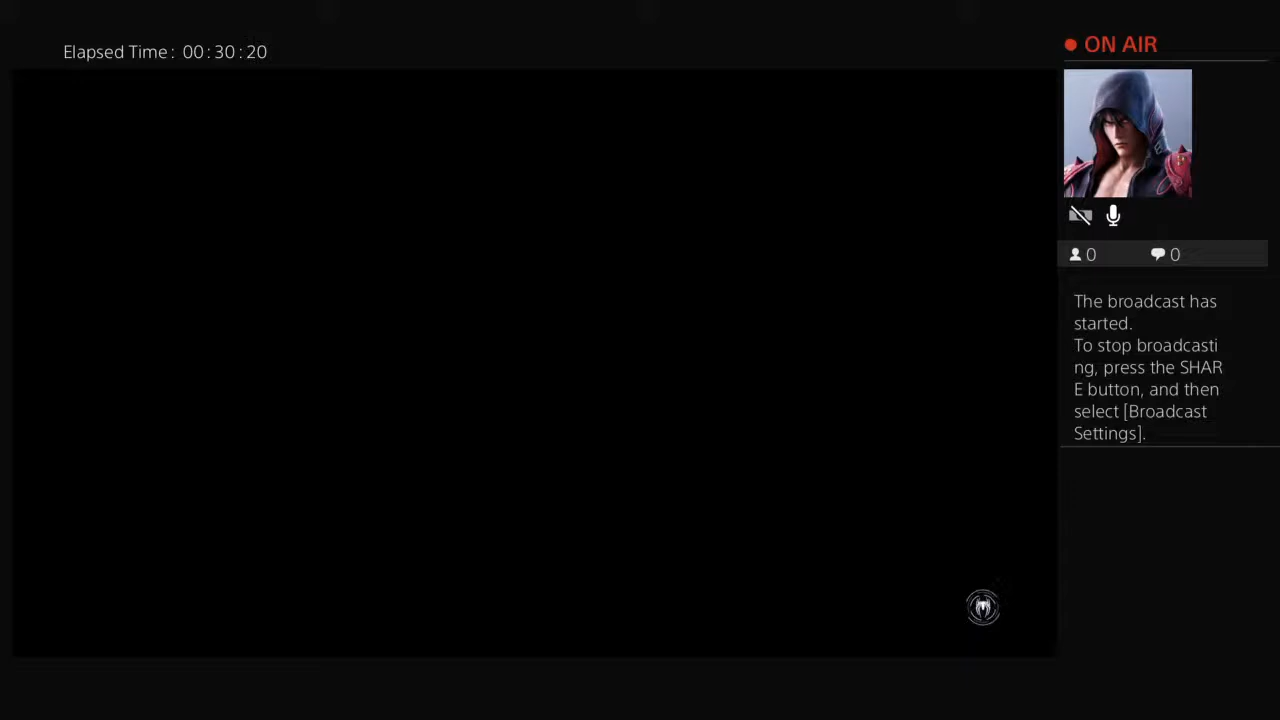 Elapsed Time: 00:30:20
ON AIR
0 0
The broadcast has
started.
To stop broadcasti
ng, press the SHAR
E button, and then
select [Broadcast
Settings].